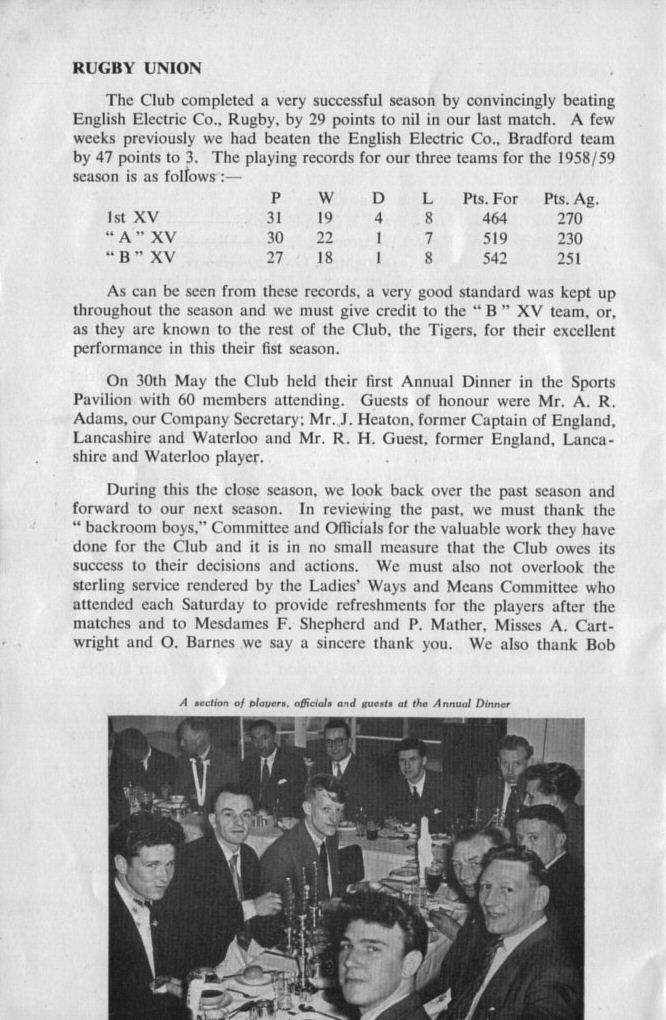 RUGBY UNION
The Club completed a very successful season by convincingly beating
English Electric Co., Rugby, by 29 points to nil in our last match. A few
weeks previously we had beaten the English Electric Co., Bradford team
by 47 points to 3. The playing records for our three teams for the 1958/59
season is as follows :—
P W D L Pts. For Pts. Ag.
1st XV 31 19 4 8 464 270
“ A ” XV 30 22 1 7 519 230
“ B ” XV 27 18 1 8 542 251
As can be seen from these records, a very good standard was kept up
throughout the season and we must give credit to the “ B ” XV team, or,
as they are known to the rest of the Club, the Tigers, for their excellent
performance in this their fist season.
On 30th May the Club held their first Annual Dinner in the Sports
Pavilion with 60 members attending. Guests of honour were Mr. A. R.
Adams, our Company Secretary; Mr. J. Heaton, former Captain of England,
Lancashire and Waterloo and Mr. R. H. Guest, former England, Lanca-
shire and Waterloo player.
During this the close season, we look back over the past season and
forward to our next season. In reviewing the past, we must thank the
“ backroom boys,” Committee and Officials for the valuable work they have
done for the Club and it is in no small measure that the Club owes its
success to their decisions and actions. We must also not overlook the
sterling service rendered by the Ladies’ Ways and Means Committee who
attended each Saturday to provide refreshments for the players after the
matches and to Mesdames F. Shepherd and P. Mather, Misses A. Cart-
wright and O. Barnes we say a sincere thank you. We also thank Bob
A section of players, officials and guests at the Annual Dinner